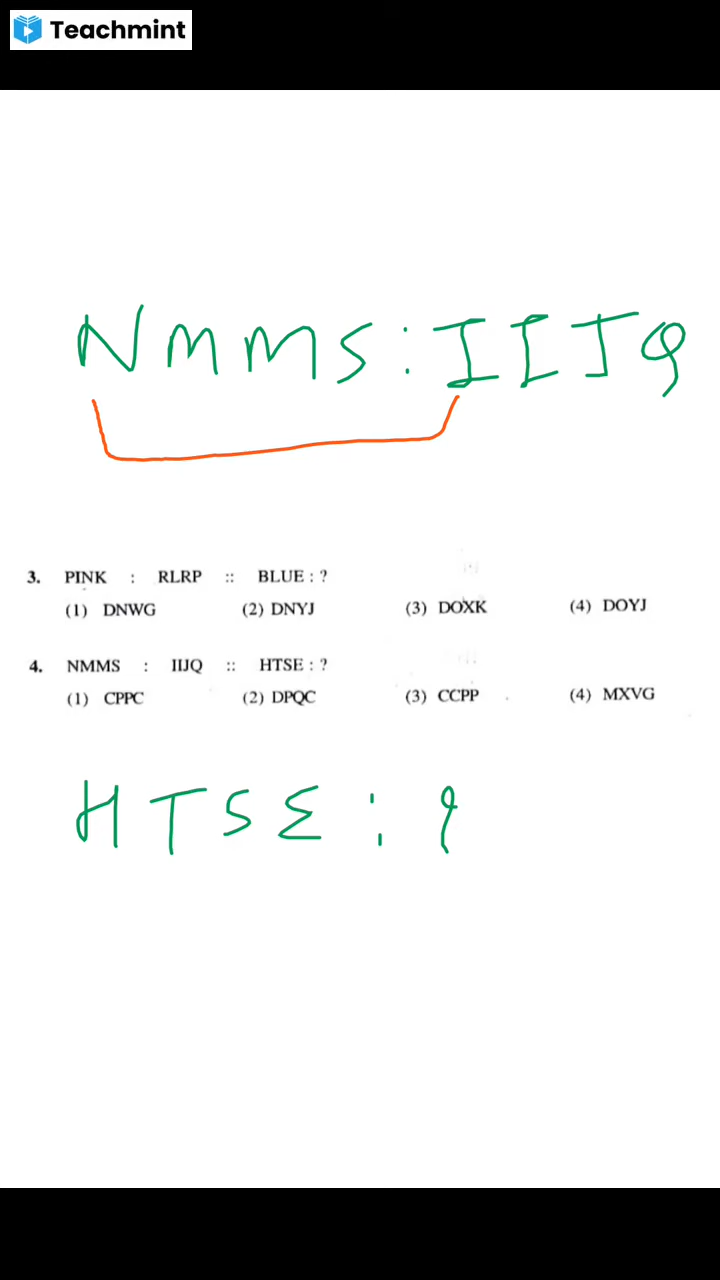 Teachmint
NMMS : IIJQ
3. PINK : RLRP :: BLUE : ?
(1) DNWG (2) DNYJ (3) DOXK (4) DOYJ
4. NMMS : IIJQ :: HTSE : ?
(1) CPPC (2) DPQC (3) CCPP (4) MXVG
HTSE : ?